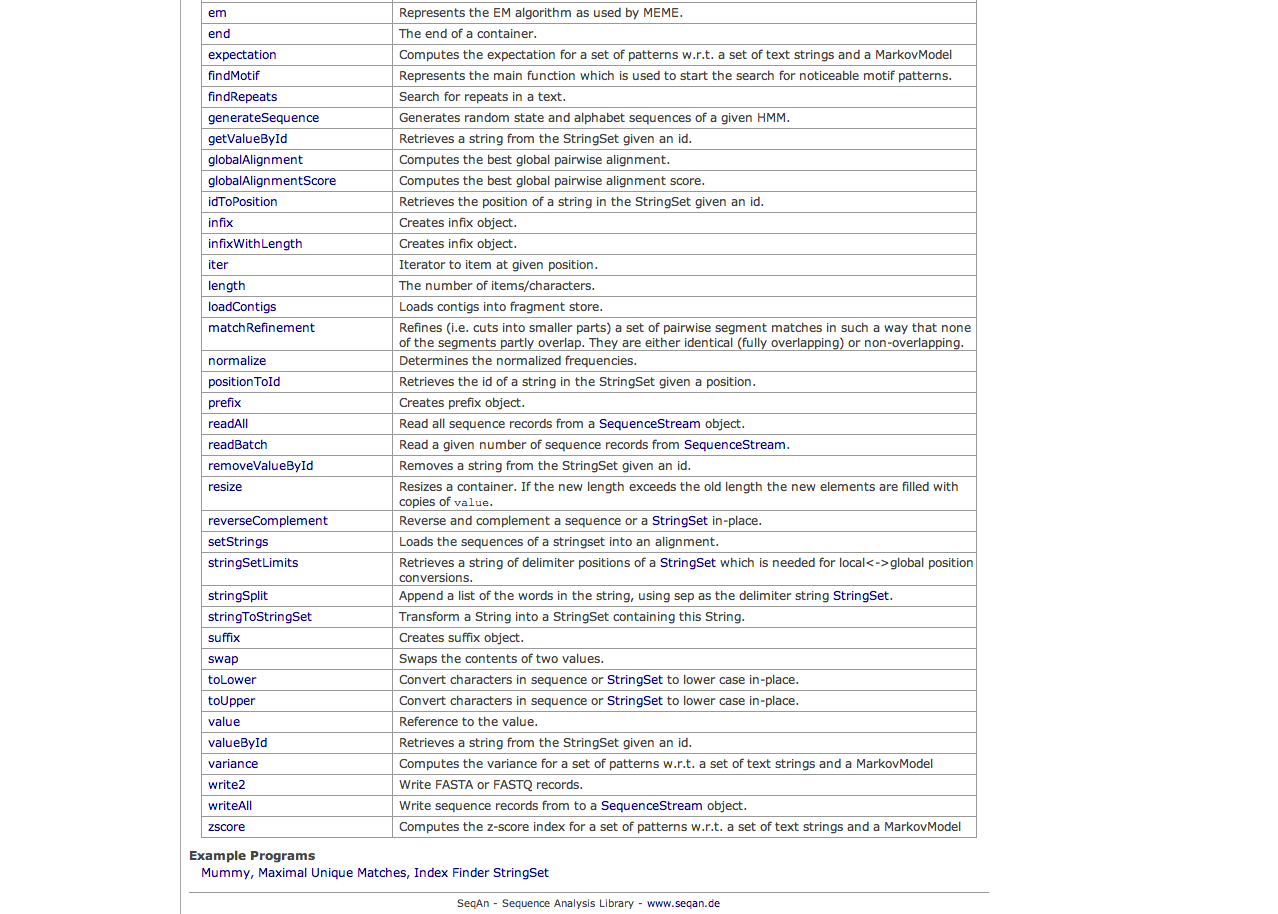 em Represents the EM algorithm as used by MEME.
end The end of a container.
expectation Computes the expectation for a set of patterns w.r.t. a set of text strings and a MarkovModel
findMotif Represents the main function which is used to start the search for noticeable motif patterns.
findRepeats Search for repeats in a text.
generateSequence Generates random state and alphabet sequences of a given HMM.
getValueById Retrieves a string from the StringSet given an id.
globalAlignment Computes the best global pairwise alignment.
globalAlignmentScore Computes the best global pairwise alignment score.
idToPosition Retrieves the position of a string in the StringSet given an id.
infix Creates infix object.
infixWithLength Creates infix object.
iter Iterator to item at given position.
length The number of items/characters.
loadContigs Loads contigs into fragment store.
matchRefinement Refines (i.e. cuts into smaller parts) a set of pairwise segment matches in such a way that none
of the segments partly overlap. They are either identical (fully overlapping) or non-overlapping.
normalize Determines the normalized frequencies.
positionToId Retrieves the id of a string in the StringSet given a position.
prefix Creates prefix object.
readAll Read all sequence records from a SequenceStream object.
readBatch Read a given number of sequence records from SequenceStream.
removeValueById Removes a string from the StringSet given an id.
resize Resizes a container. If the new length exceeds the old length the new elements are filled with
copies of value.
reverseComplement Reverse and complement a sequence or a StringSet in-place.
setStrings Loads the sequences of a stringset into an alignment.
stringSetLimits Retrieves a string of delimiter positions of a StringSet which is needed for local<->global position
conversions.
stringSplit Append a list of the words in the string, using sep as the delimiter string StringSet.
stringToStringSet Transform a String into a StringSet containing this String.
suffix Creates suffix object.
swap Swaps the contents of two values.
toLower Convert characters in sequence or StringSet to lower case in-place.
toUpper Convert characters in sequence or StringSet to lower case in-place.
value Reference to the value.
valueById Retrieves a string from the StringSet given an id.
variance Computes the variance for a set of patterns w.r.t. a set of text strings and a MarkovModel
write2 Write FASTA or FASTQ records.
writeAll Write sequence records from to a SequenceStream object.
zscore Computes the z-score index for a set of patterns w.r.t. a set of text strings and a MarkovModel
Example Programs
Mummy, Maximal Unique Matches, Index Finder StringSet
SeqAn - Sequence Analysis Library - www.seqan.de